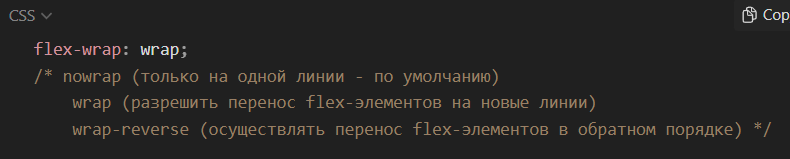 CSS
Cop
flex-wrap: wrap;
/* nowrap (только на одной линии - по умолчанию)
wrap (разрешить перенос flex-элементов на новые линии)
wrap-reverse (осуществлять перенос flex-элементов в обратном порядке) */